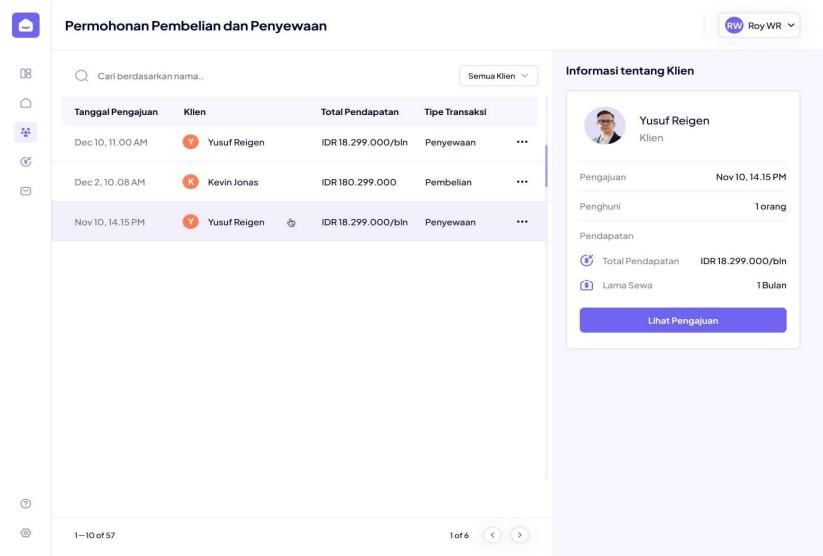 Permohonan Pembelian dan Penyewaan
RW Roy WR
Cari berdasarkan nama..
Semua Klien
Tanggal Pengajuan Klien Total Pendapatan Tipe Transaksi
Dec 10, 11.00 AM Y Yusuf Reigen IDR 18.299.000/bln Penyewaan ...
Dec 2, 10.08 AM K Kevin Jonas IDR 180.299.000 Pembelian ...
Nov 10, 14.15 PM Y Yusuf Reigen IDR 18.299.000/bln Penyewaan ...
1—10 of 57
1 of 6
Informasi tentang Klien
Yusuf Reigen
Klien
Pengajuan Nov 10, 14.15 PM
Penghuni 1 orang
Pendapatan
Total Pendapatan IDR 18.299.000/bln
Lama Sewa 1 Bulan
Lihat Pengajuan